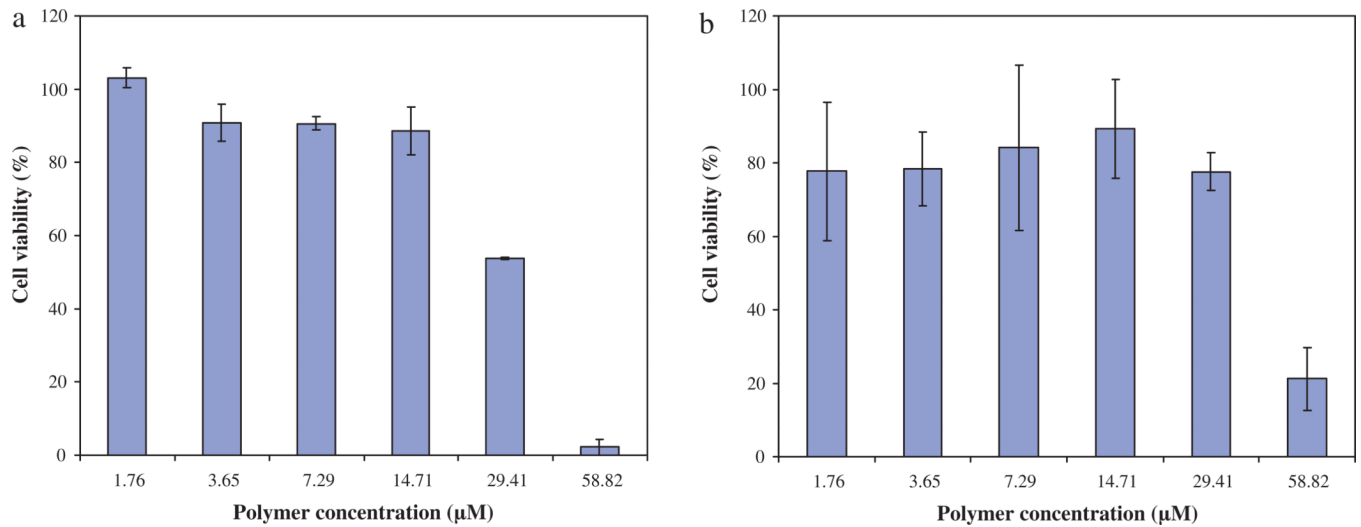 a
120
100
80
60
40
20
0
Cell viability (%)
1.76 3.65 7.29 14.71 29.41 58.82
Polymer concentration (µM)
b
120
100
80
60
40
20
0
Cell viability (%)
1.76 3.65 7.29 14.71 29.41 58.82
Polymer concentration (µM)